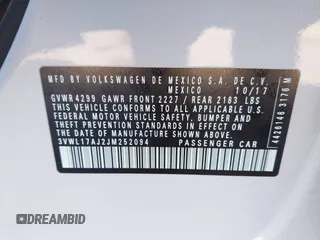 MFD BY VOLKSWAGEN DE MEXICO S.A. DE C.V.
MEXICO 10/17
GVWR 4299 GAWR FRONT 2227 / REAR 2183 LBS
THIS VEHICLE CONFORMS TO ALL APPLICABLE U.S.
FEDERAL MOTOR VEHICLE SAFETY, BUMPER AND
THEFT PREVENTION STANDARDS IN EFFECT ON
THE DATE OF MANUFACTURE SHOWN ABOVE
3VWL17AJ2JM252094 PASSENGER CAR
4426146 3176 M
DREAMBID